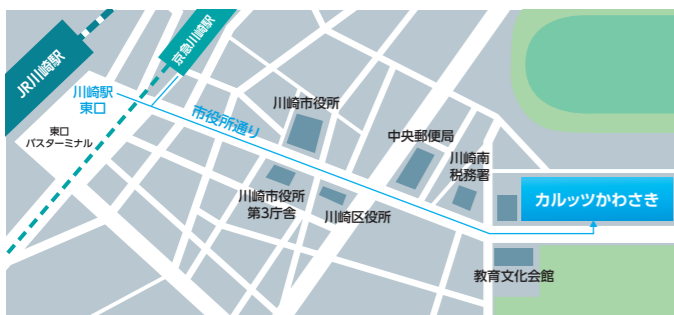 JR川崎駅
京急川崎駅
川崎駅
東口
東口
バスターミナル
市役所通り
川崎市役所
中央郵便局
川崎南
税務署
川崎市役所
第3庁舎
川崎区役所
カルッツかわさき
教育文化会館